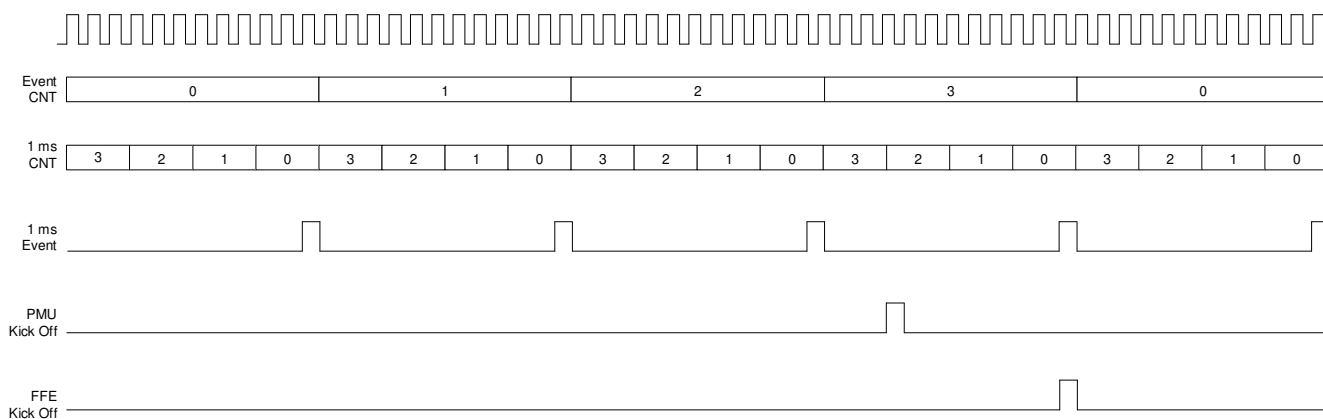 Event
CNT
0 1 2 3 0
1 ms
CNT
3 2 1 0 3 2 1 0 3 2 1 0 3 2 1 0 3 2 1 0
1 ms
Event
PMU
Kick Off
FFE
Kick Off